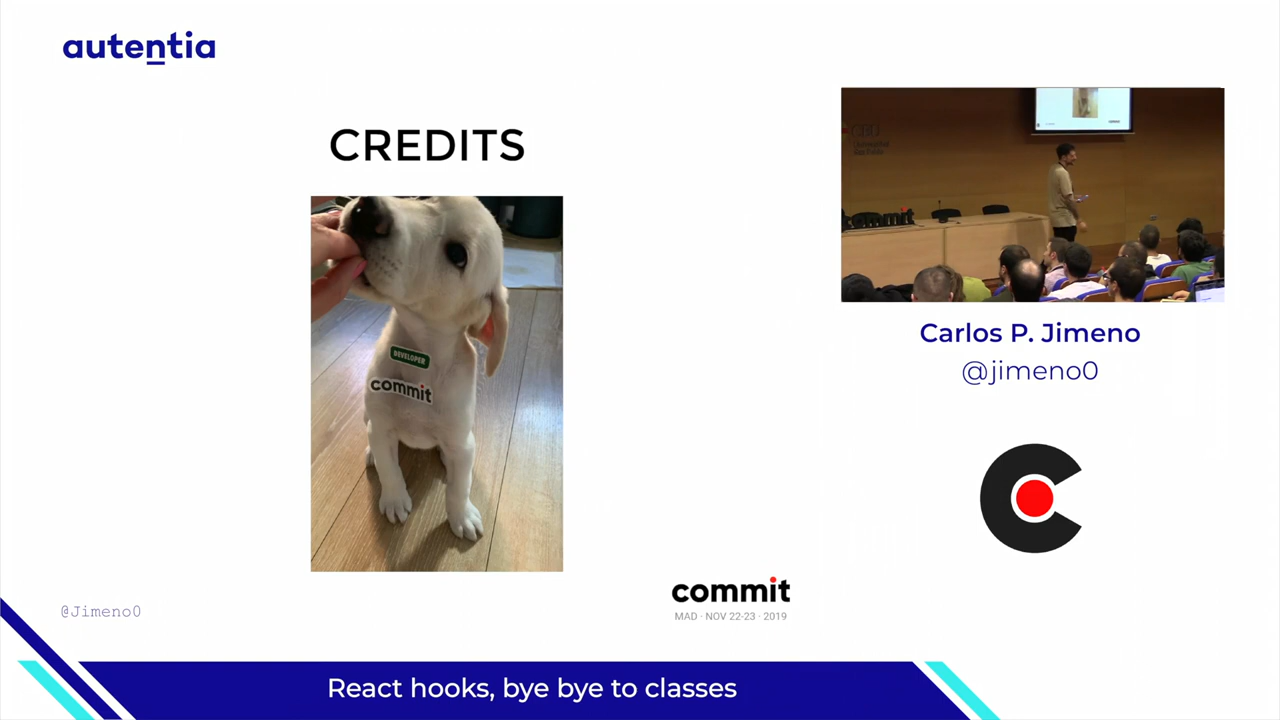 autentia
CREDITS
DEVELOPER
commit
Carlos P. Jimeno
@jimeno0
commit
MAD · NOV 22-23 · 2019
@Jimeno0
React hooks, bye bye to classes